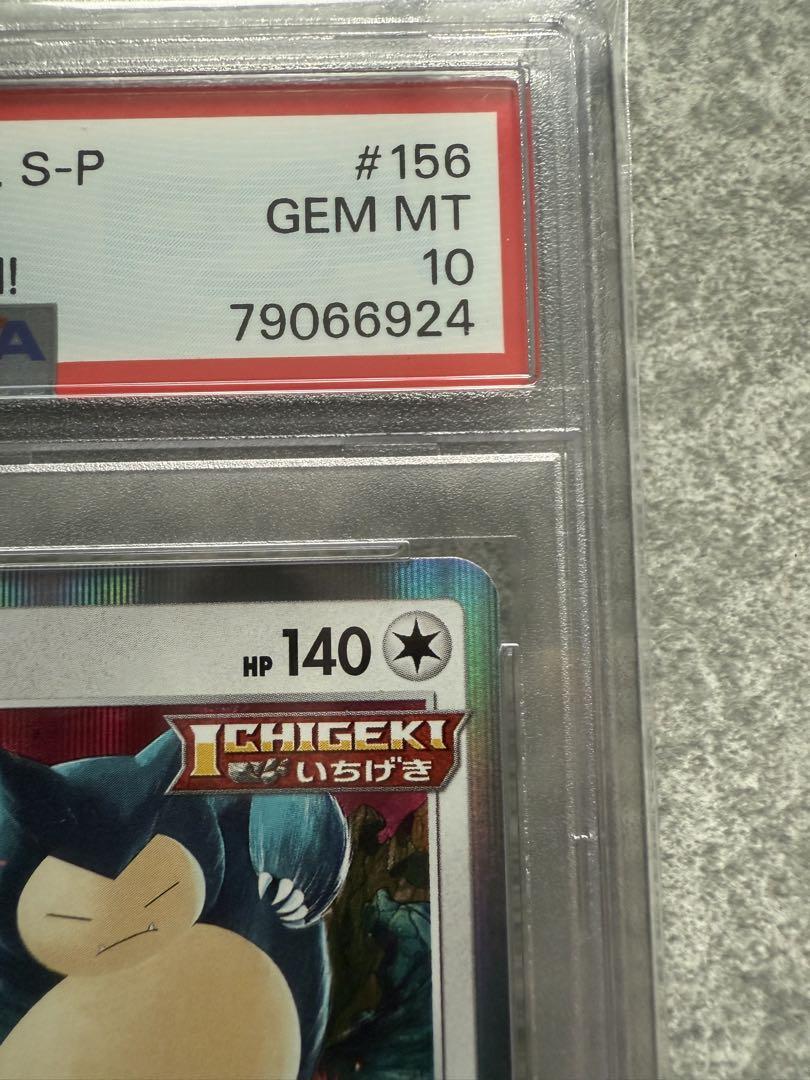 S-P #156
GEM MT
! 10
A 79066924
HP 140
ICHIGEKI
いちげき